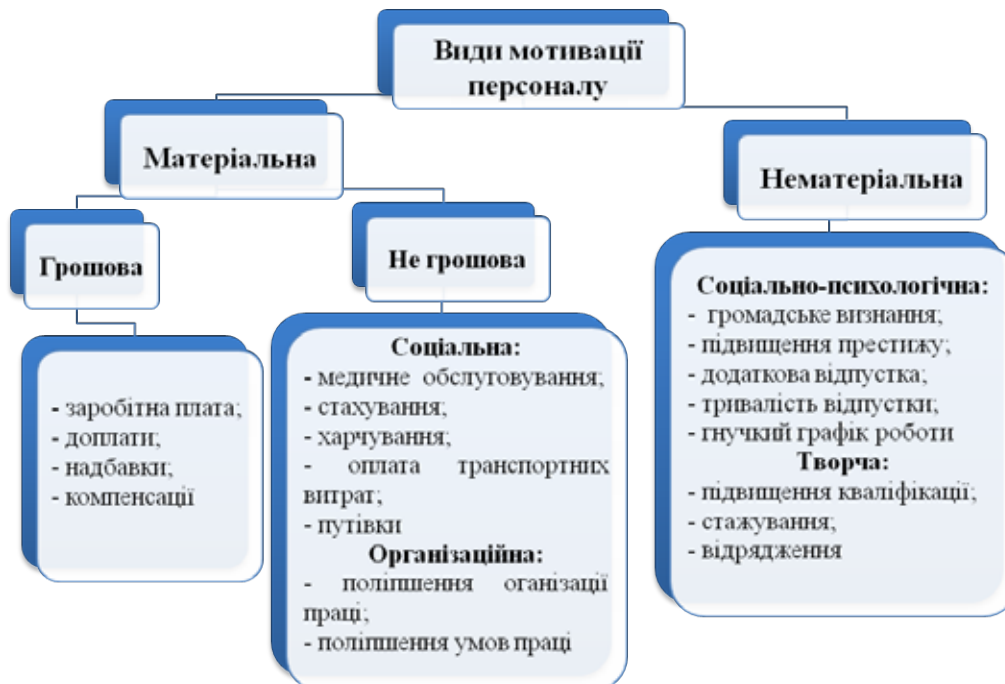 Види мотивації
персоналу
Матеріальна
Нематеріальна
Грошова
Не грошова
- заробітна плата;
- доплати;
- надбавки;
- компенсації
Соціальна:
- медичне обслуговування;
- стахування;
- харчування;
- оплата транспортних
витрат;
- путівки
Організаційна:
- поліпшення оганізації
праці;
- поліпшення умов праці
Соціально-психологічна:
- громадське визнання;
- підвищення престижу;
- додаткова відпустка;
- тривалість відпустки;
- гнучкий графік роботи
Творча:
- підвищення кваліфікації;
- стажування;
- відрядження